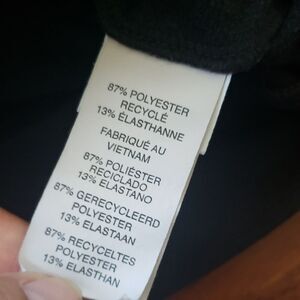 87% POLYESTER
RECYCLÉ
13% ÉLASTHANNE
FABRIQUÉ AU
VIETNAM
87% POLIÉSTER
RECICLADO
13% ELASTANO
87% GERECYCLEERD
POLYESTER
13% ELASTAAN
87% RECYCELTES
POLYESTER
13% ELASTHAN